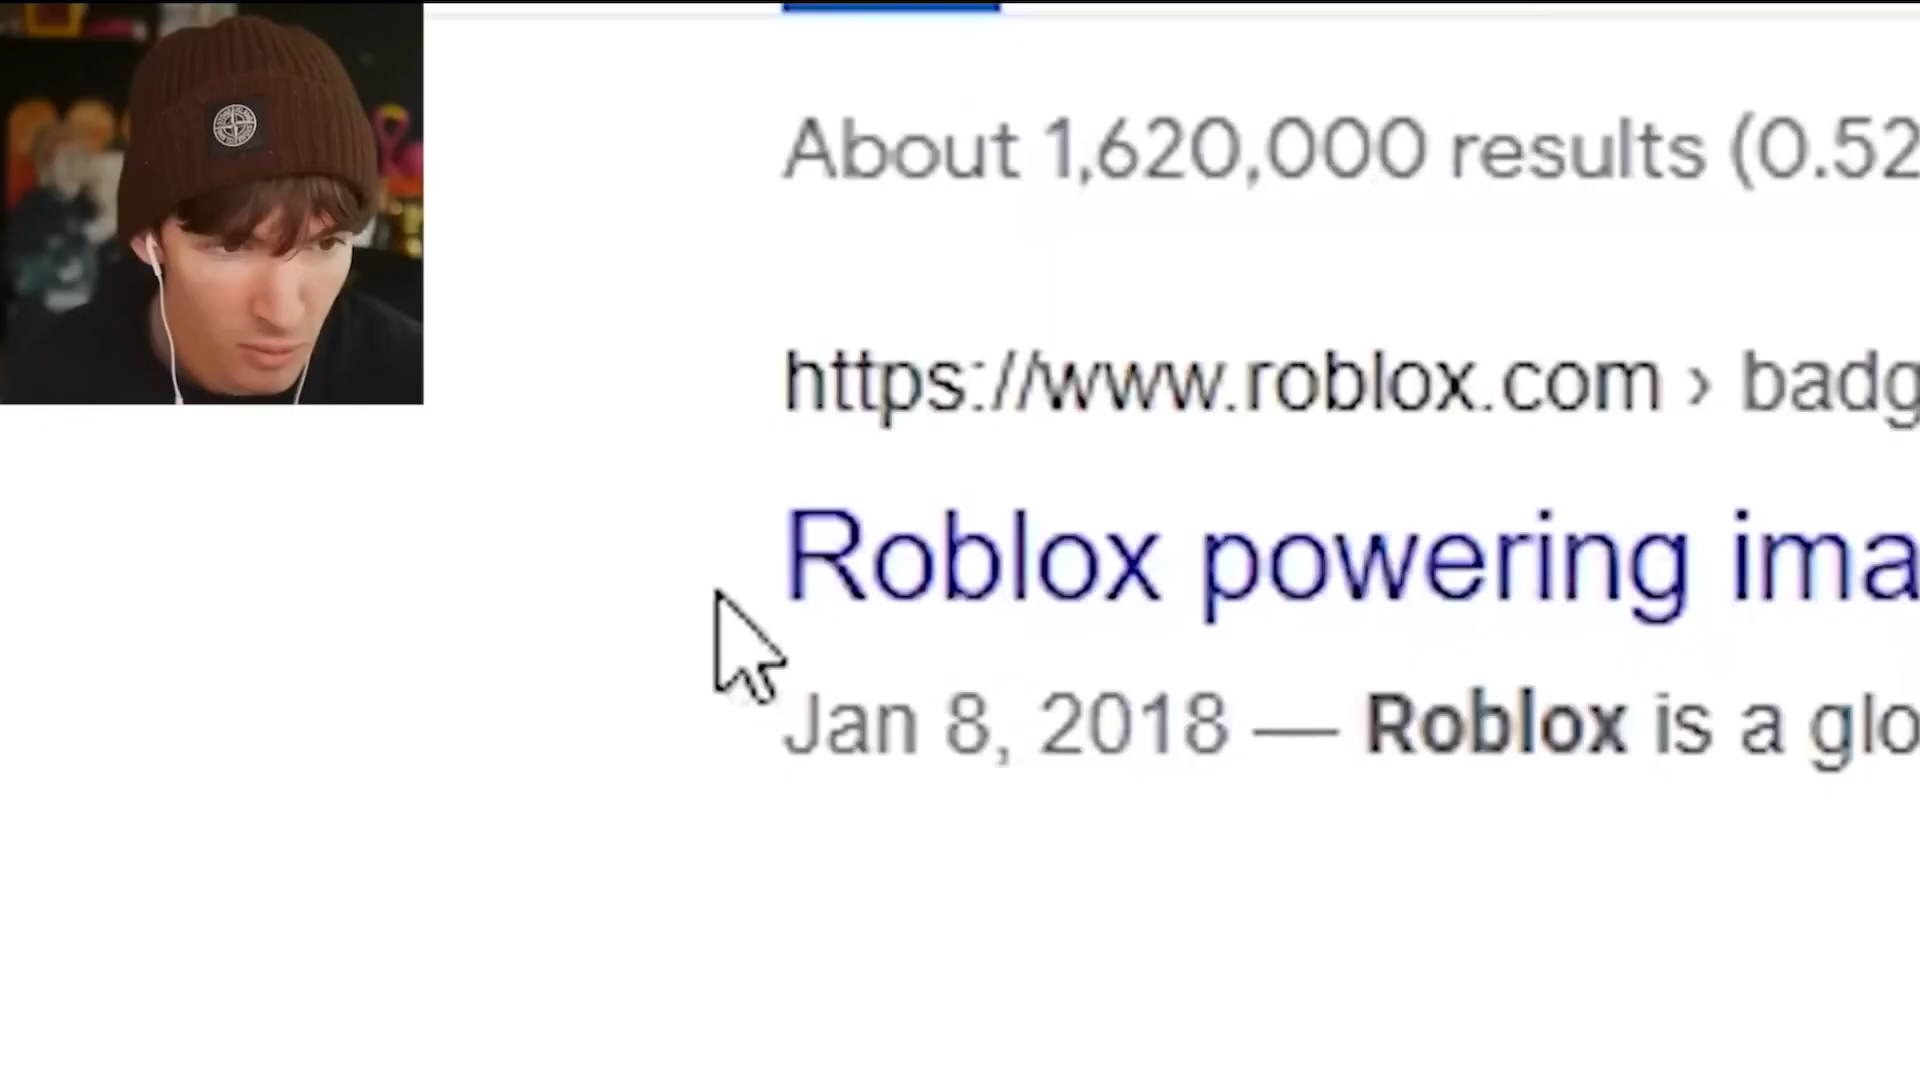 About 1,620,000 results (0.52
https://www.roblox.com › badg
Roblox powering ima
Jan 8, 2018 — Roblox is a glo